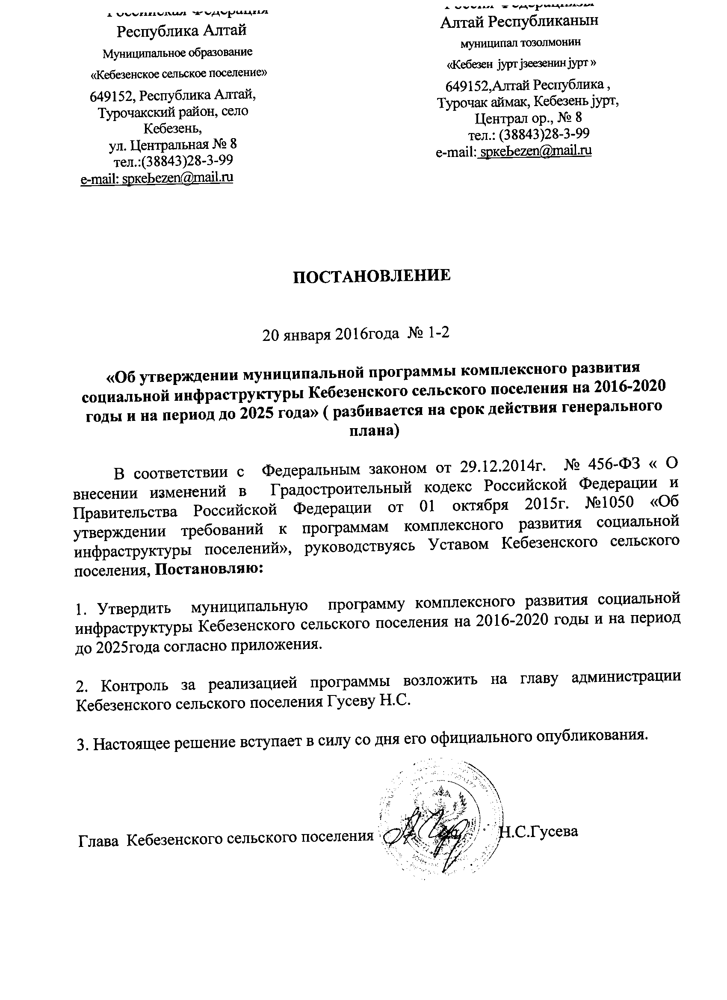 Российская Федерация
Республика Алтай
Муниципальное образование
«Кебезенское сельское поселение»
649152, Республика Алтай,
Турочакский район, село
Кебезень,
ул. Центральная № 8
тел.:(38843)28-3-99
e-mail: spкеЬеzen@mail.ru
Алтай Республиканын
муниципал тозолмонин
«Кебезен јурт јзеезенин јурт »
649152,Алтай Республика ,
Турочак аймак, Кебезень јурт,
Централ ор., № 8
тел.: (38843)28-3-99
e-mail: spкеЬеzen@mail.ru
ПОСТАНОВЛЕНИЕ
20 января 2016года № 1-2
«Об утверждении муниципальной программы комплексного развития
социальной инфраструктуры Кебезенского сельского поселения на 2016-2020
годы и на период до 2025 года» ( разбивается на срок действия генерального
плана)
В соответствии с Федеральным законом от 29.12.2014г. № 456-ФЗ « О
внесении изменений в Градостроительный кодекс Российской Федерации и
Правительства Российской Федерации от 01 октября 2015г. №1050 «Об
утверждении требований к программам комплексного развития социальной
инфраструктуры поселений», руководствуясь Уставом Кебезенского сельского
поселения, Постановляю:
1. Утвердить муниципальную программу комплексного развития социальной
инфраструктуры Кебезенского сельского поселения на 2016-2020 годы и на период
до 2025года согласно приложения.
2. Контроль за реализацией программы возложить на главу администрации
Кебезенского сельского поселения Гусеву Н.С.
3. Настоящее решение вступает в силу со дня его официального опубликования.
Глава Кебезенского сельского поселения Н.С.Гусева